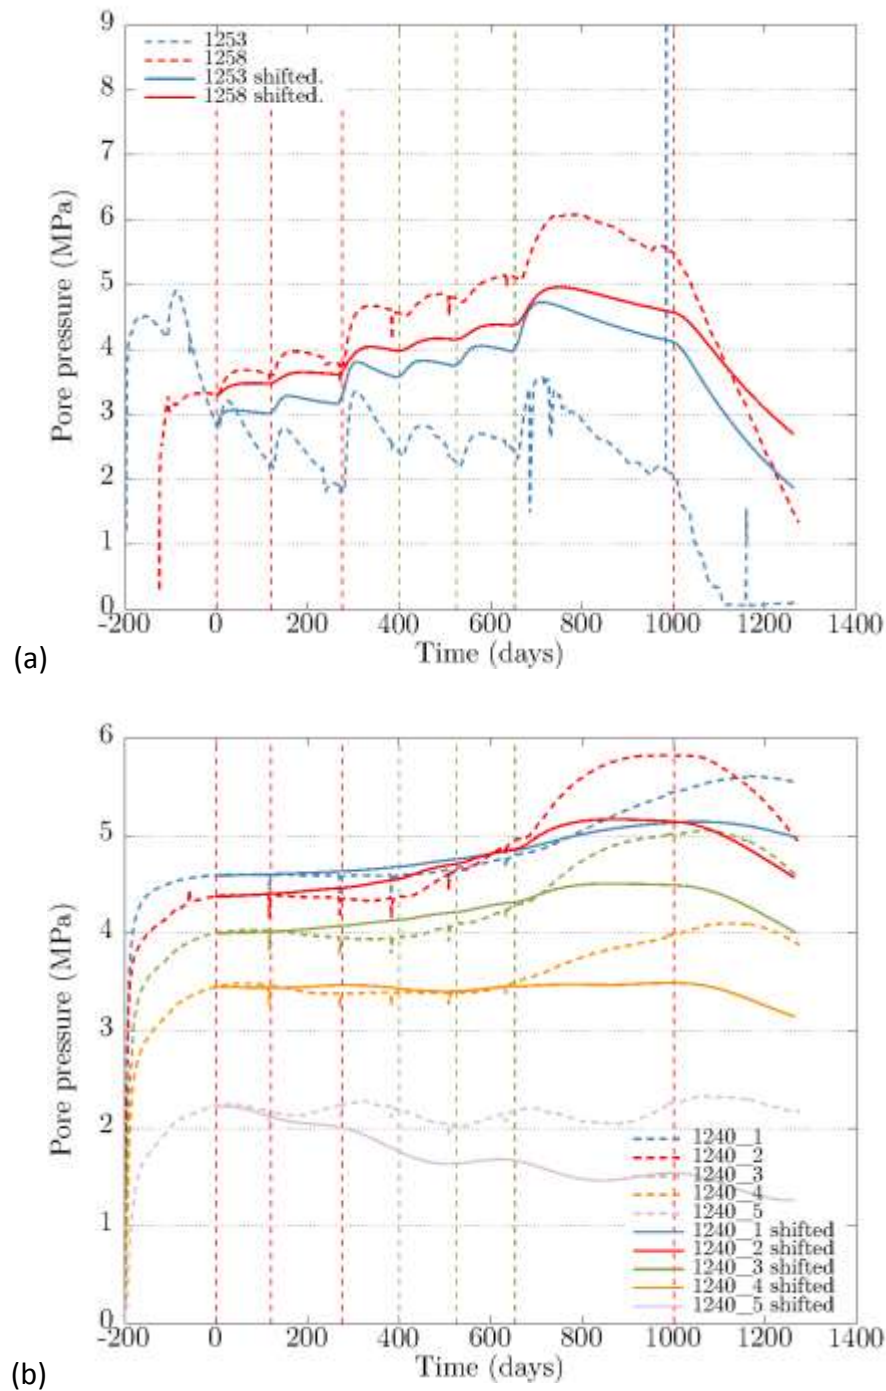 9
8
7
6
5
4
3
2
1
0
Pore pressure (MPa)
1253
1258
1253 shifted.
1258 shifted.
-200 0 200 400 600 800 1000 1200 1400
Time (days)
(a)
6
5
4
3
2
1
0
Pore pressure (MPa)
1240_1
1240_2
1240_3
1240_4
1240_5
1240_1 shifted
1240_2 shifted
1240_3 shifted
1240_4 shifted
1240_5 shifted
-200 0 200 400 600 800 1000 1200 1400
Time (days)
(b)